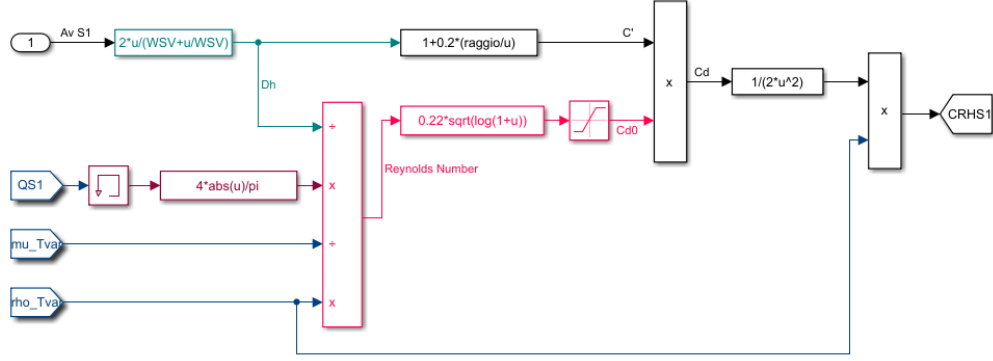 1
Av S1
2*u/(WSV+u/WSV)
1+0.2*(raggio/u)
C'
Dh
x
Cd
1/(2*u^2)
x
CRHS1
0.22*sqrt(log(1+u))
Cd0
÷
Reynolds Number
QS1
4*abs(u)/pi
x
mu_Tvar
÷
rho_Tvar
x